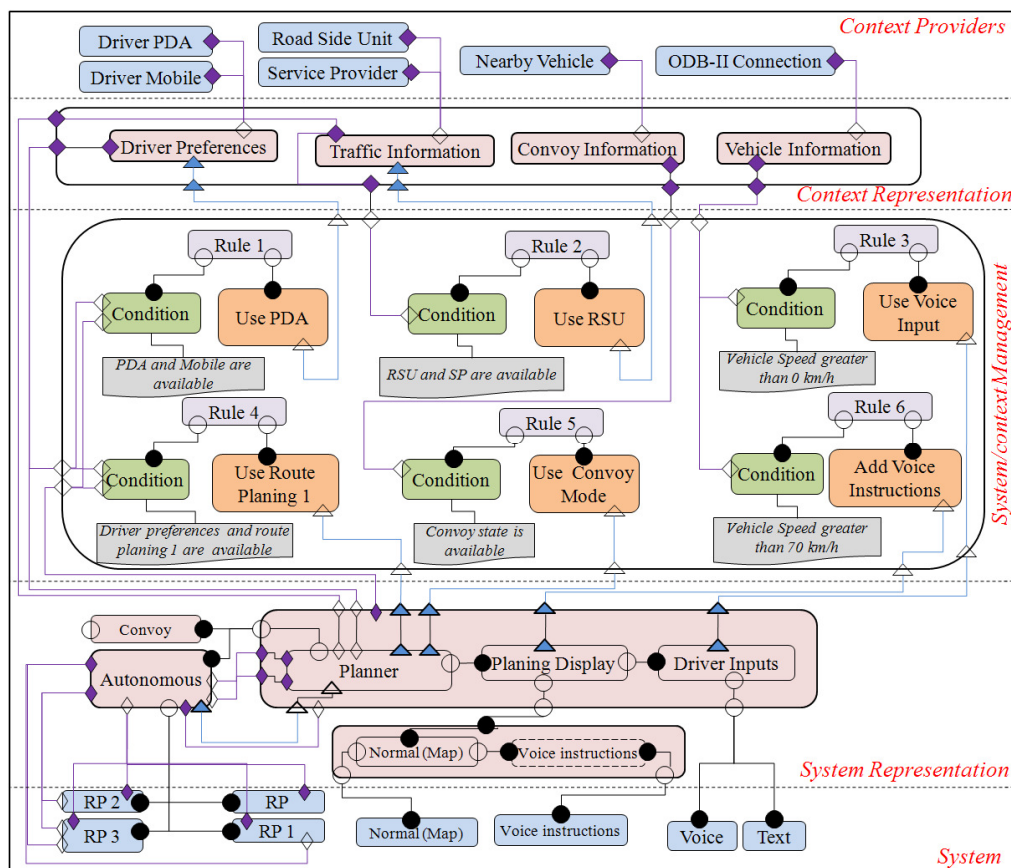 Context Providers
Driver PDA
Road Side Unit
Driver Mobile
Service Provider
Nearby Vehicle
ODB-II Connection
Driver Preferences
Traffic Information
Convoy Information
Vehicle Information
Context Representation
Rule 1
Rule 2
Rule 3
Condition
Use PDA
Condition
Use RSU
Condition
Use Voice
Input
PDA and Mobile are
available
RSU and SP are available
Vehicle Speed greater
than 0 km/h
System/context Management
Rule 4
Rule 5
Rule 6
Condition
Use Route
Planing 1
Condition
Use Convoy
Mode
Condition
Add Voice
Instructions
Driver preferences and route
planing 1 are available
Convoy state is
available
Vehicle Speed greater
than 70 km/h
Convoy
Autonomous
Planner
Planing Display
Driver Inputs
Normal (Map)
Voice instructions
System Representation
RP 2
RP
RP 3
RP 1
Normal (Map)
Voice instructions
Voice
Text
System